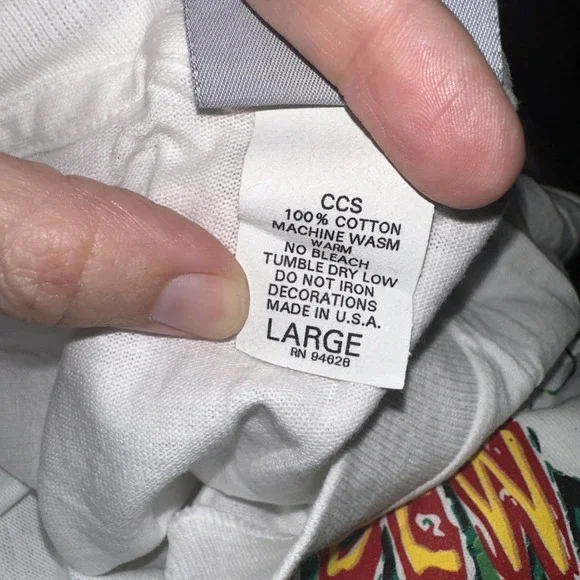 CCS
100% COTTON
MACHINE WASM
WARM
NO BLEACH
TUMBLE DRY LOW
DO NOT IRON
DECORATIONS
MADE IN U.S.A.
LARGE
RN 94628